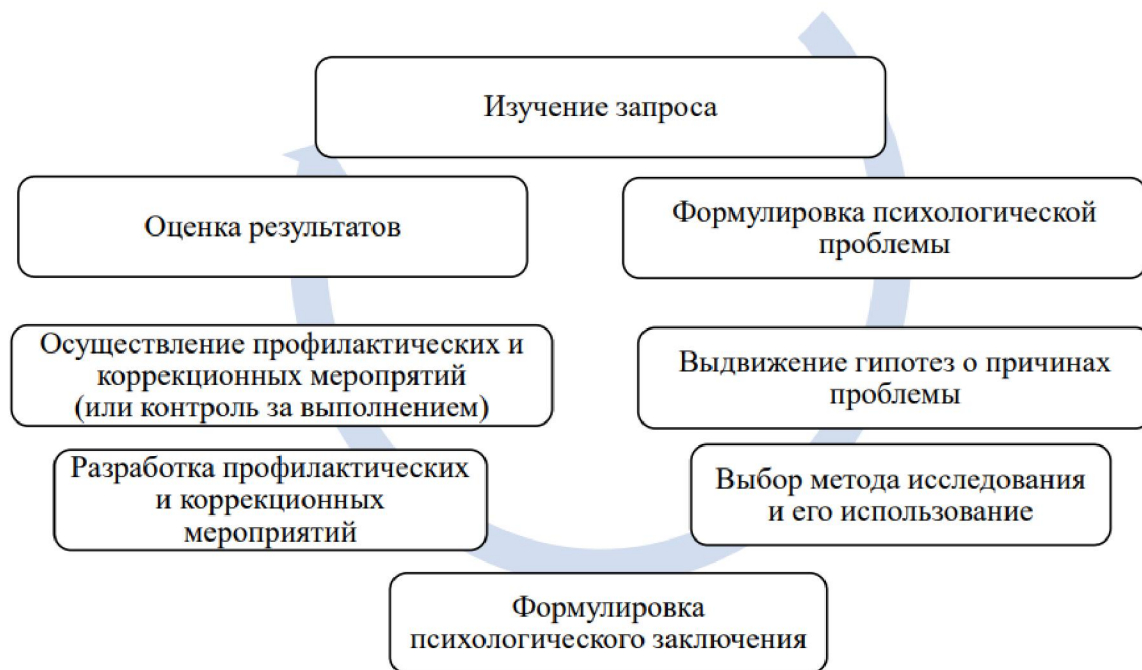 Изучение запроса
Формулировка психологической
проблемы
Выдвижение гипотез о причинах
проблемы
Выбор метода исследования
и его использование
Формулировка
психологического заключения
Разработка профилактических
и коррекционных
мероприятий
Осуществление профилактических и
коррекционных меропрятий
(или контроль за выполнением)
Оценка результатов